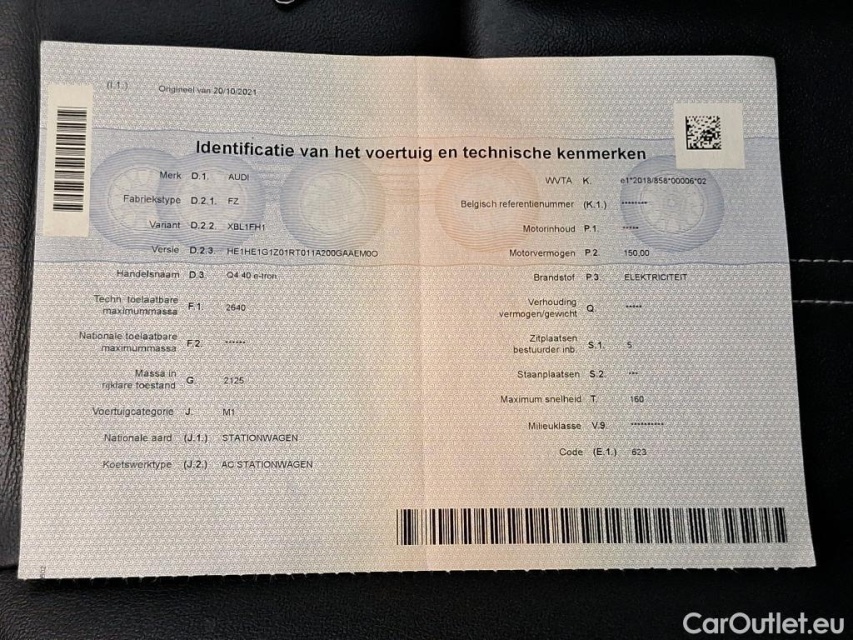 (I.1.) Origineel van 20/10/2021
Identificatie van het voertuig en technische kenmerken
Merk D.1. AUDI
Fabriekstype D.2.1. FZ
Variant D.2.2. XBL1FH1
Versie D.2.3. HE1HE1G1Z01RT011A200GAAEM0O
Handelsnaam D.3. Q4 40 e-tron
Techn. toelaatbare
maximummassa F.1. 2640
Nationale toelaatbare
maximummassa F.2. ******
Massa in
rijklare toestand G. 2125
Voertuigcategorie J. M1
Nationale aard (J.1.) STATIONWAGEN
Koetswerktype (J.2.) AC STATIONWAGEN
WVTA K. e1*2018/858*00006*02
Belgisch referentienummer (K.1.) ********
Motorinhoud P.1. *****
Motorvermogen P.2. 150,00
Brandstof P.3. ELEKTRICITEIT
Verhouding
vermogen/gewicht Q. *****
Zitplaatsen
bestuurder inb. S.1. 5
Staanplaatsen S.2. ***
Maximum snelheid T. 160
Milieuklasse V.9. **********
Code (E.1.) 623
CarOutlet.eu